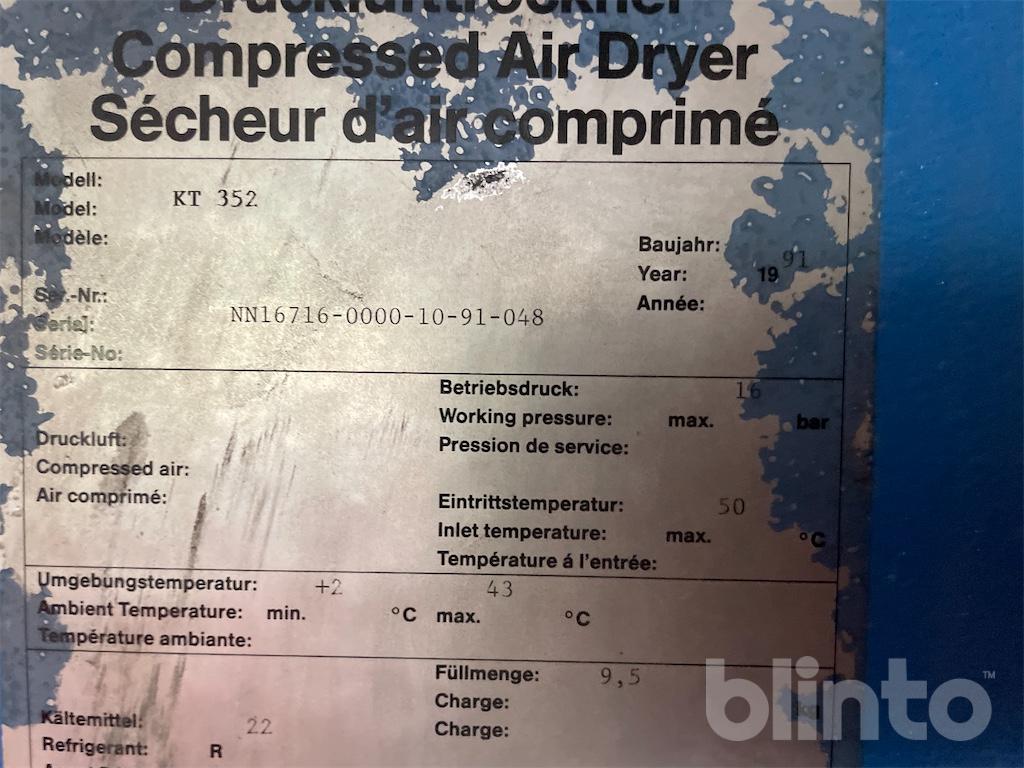 Drucklufttrockner
Compressed Air Dryer
Sécheur d'air comprimé
Modell:
Model: KT 352
Modèle:
Baujahr:
Year: 19 91
Année:
Ser.-Nr.:
Serial: NN16716-0000-10-91-048
Série-No:
Betriebsdruck: 16
Working pressure: max. bar
Pression de service:
Druckluft:
Compressed air:
Air comprimé:
Eintrittstemperatur: 50
Inlet temperature: max. °C
Température á l'entrée:
Umgebungstemperatur: +2 43
Ambient Temperature: min. °C max. °C
Température ambiante:
Füllmenge: 9,5
Charge: kg
Charge:
Kältemittel: 22
Refrigerant: R
blinto™